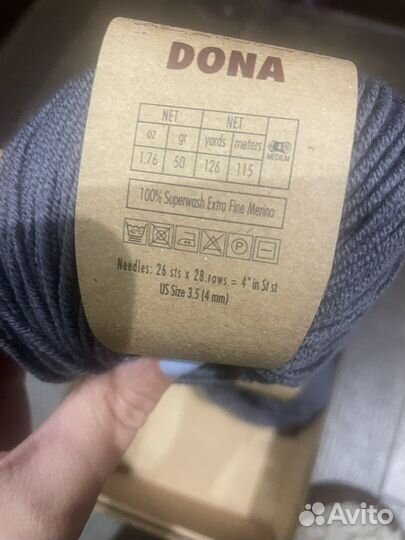 DONA
NET NET
oz gr yards meters 4
1.76 50 126 115 MEDIUM
100% Superwash Extra Fine Merino
P
Needles: 26 sts x 28 rows = 4" in St st
US Size 3.5 (4 mm)
Avito